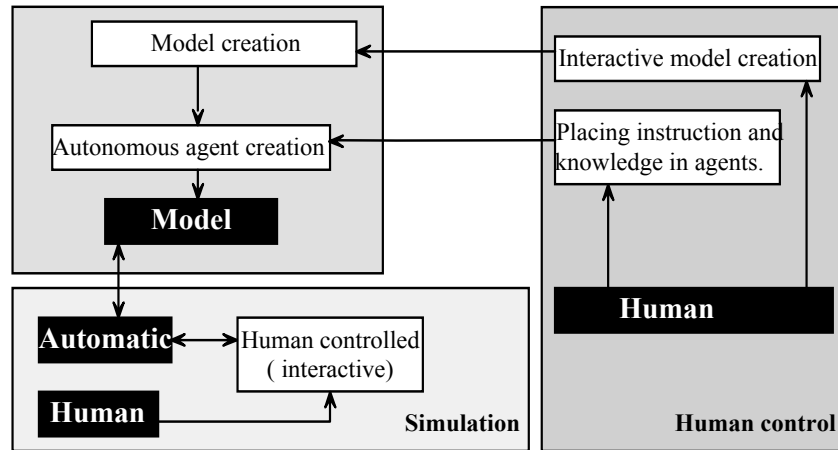 Model creation
Autonomous agent creation
Model
Interactive model creation
Placing instruction and
knowledge in agents.
Human
Human control
Automatic
Human controlled
( interactive)
Human
Simulation